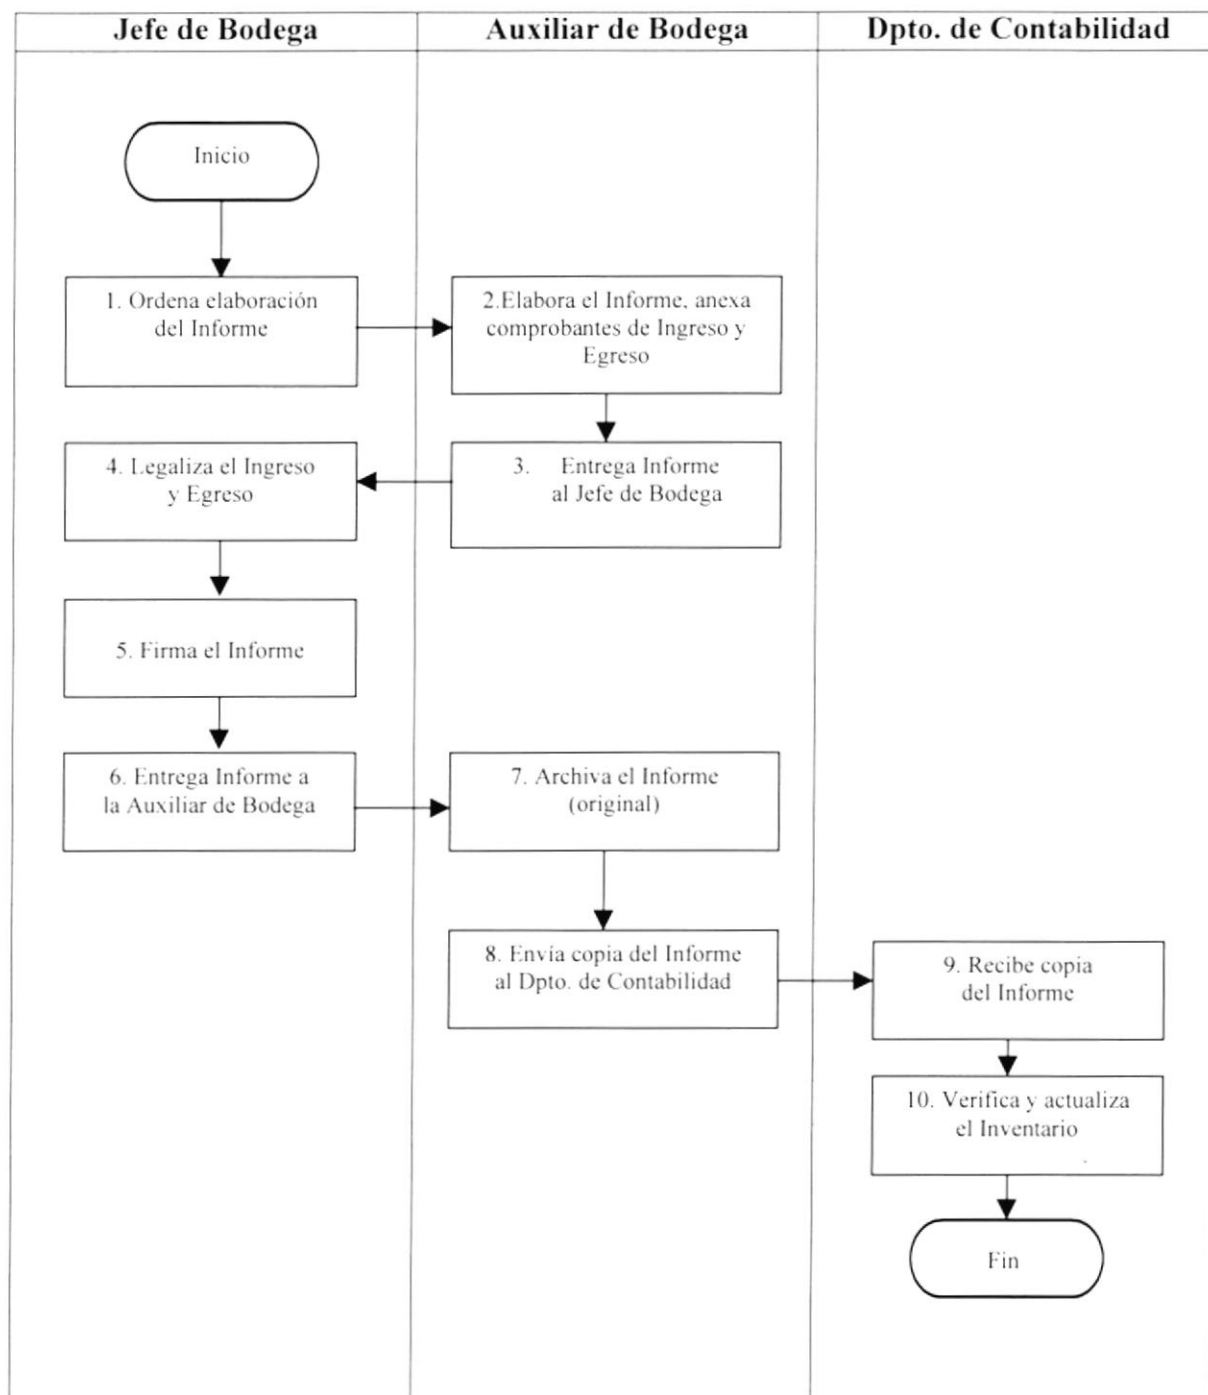 Jefe de Bodega
Auxiliar de Bodega
Dpto. de Contabilidad
Inicio
1. Ordena elaboración
del Informe
2.Elabora el Informe, anexa
comprobantes de Ingreso y
Egreso
3. Entrega Informe
al Jefe de Bodega
4. Legaliza el Ingreso
y Egreso
5. Firma el Informe
6. Entrega Informe a
la Auxiliar de Bodega
7. Archiva el Informe
(original)
8. Envía copia del Informe
al Dpto. de Contabilidad
9. Recibe copia
del Informe
10. Verifica y actualiza
el Inventario
Fin